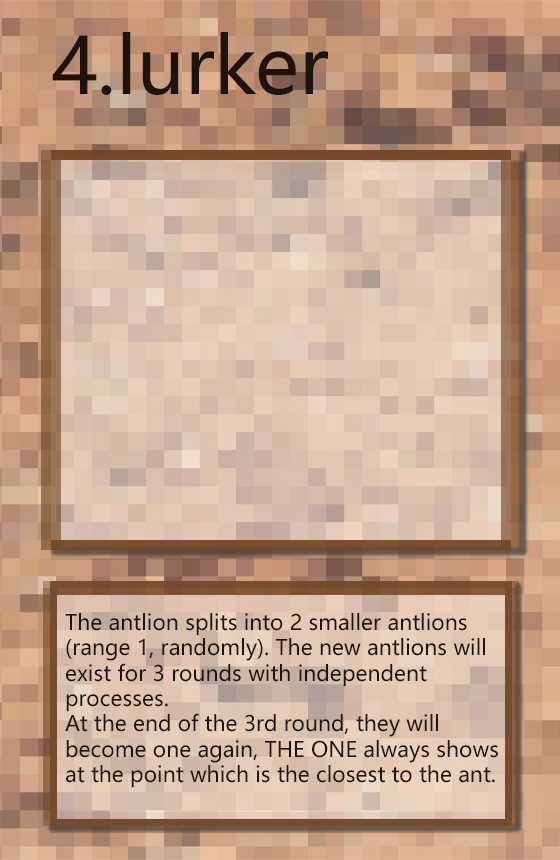 4.lurker
The antlion splits into 2 smaller antlions
(range 1, randomly). The new antlions will
exist for 3 rounds with independent
processes.
At the end of the 3rd round, they will
become one again, THE ONE always shows
at the point which is the closest to the ant.